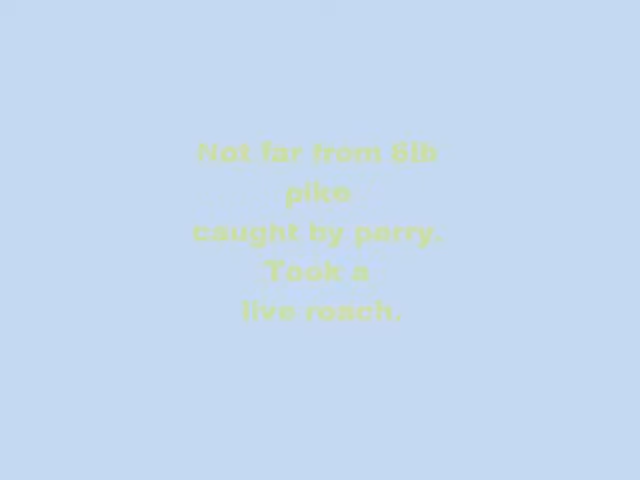 Not far from 6lb
pike
caught by parry.
Took a
live roach.